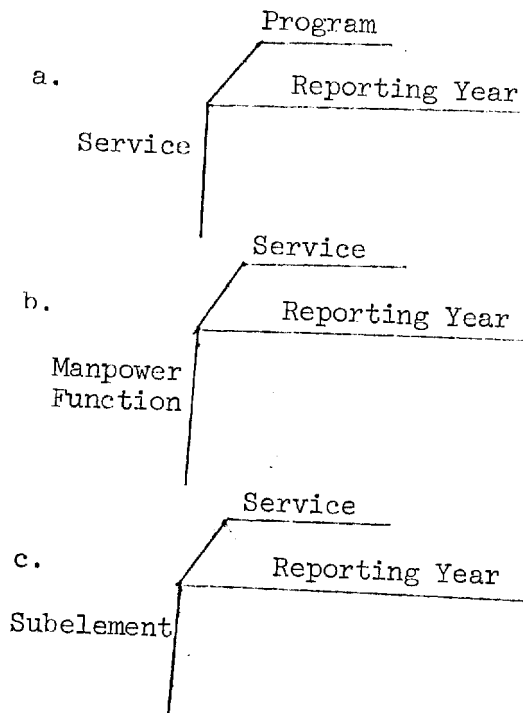 Program
a.
Reporting Year
Service
Service
b.
Reporting Year
Manpower
Function
Service
c.
Reporting Year
Subelement